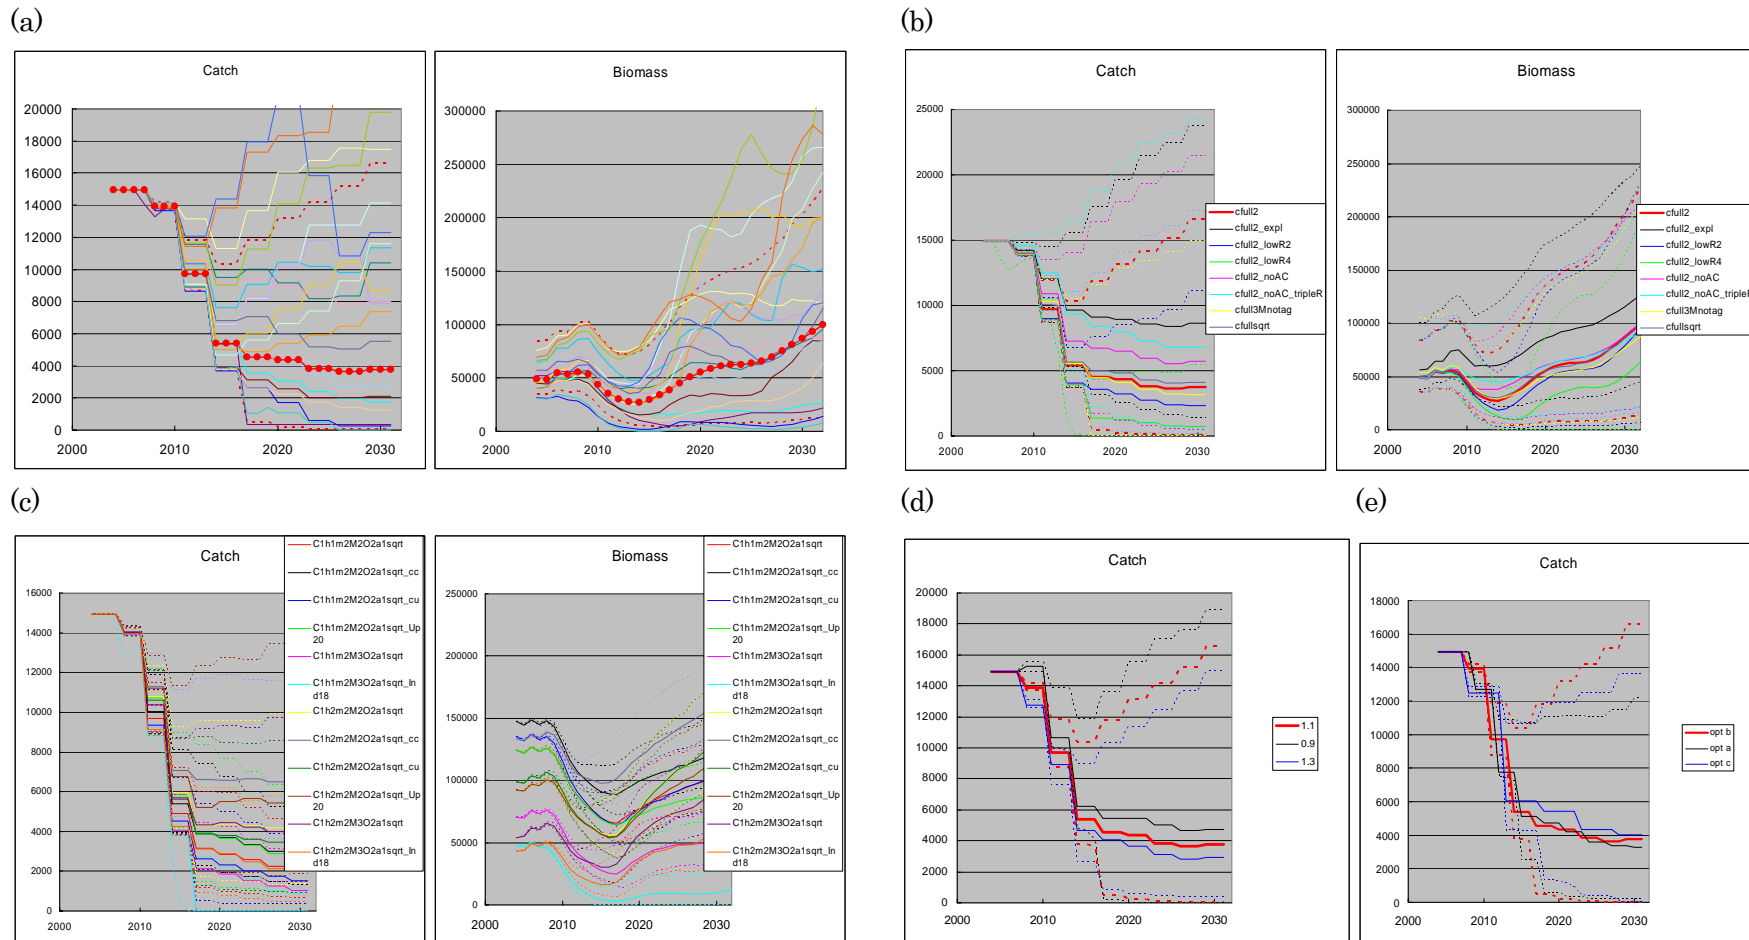 (a)
Catch
20000
18000
16000
14000
12000
10000
8000
6000
4000
2000
0
2000
2010
2020
2030
Biomass
300000
250000
200000
150000
100000
50000
0
2000
2010
2020
2030
(b)
Catch
25000
20000
15000
10000
5000
0
2000
2010
2020
2030
cfull2
cfull2_expl
cfull2_lowR2
cfull2_lowR4
cfull2_noAC
cfull2_noAC_tripleR
cfull3Mnotag
cfullsqrt
Biomass
300000
250000
200000
150000
100000
50000
0
2000
2010
2020
2030
cfull2
cfull2_expl
cfull2_lowR2
cfull2_lowR4
cfull2_noAC
cfull2_noAC_tripleR
cfull3Mnotag
cfullsqrt
(c)
Catch
16000
14000
12000
10000
8000
6000
4000
2000
0
2000
2010
2020
2030
C1h1m2M2O2a1sqrt
C1h1m2M2O2a1sqrt_cc
C1h1m2M2O2a1sqrt_cu
C1h1m2M2O2a1sqrt_Up
20
C1h1m2M3O2a1sqrt
C1h1m2M3O2a1sqrt_In
d18
C1h2m2M2O2a1sqrt
C1h2m2M2O2a1sqrt_cc
C1h2m2M2O2a1sqrt_cu
C1h2m2M2O2a1sqrt_Up
20
C1h2m2M3O2a1sqrt
C1h2m2M3O2a1sqrt_In
d18
Biomass
250000
200000
150000
100000
50000
0
2000
2010
2020
2030
C1h1m2M2O2a1sqrt
C1h1m2M2O2a1sqrt_cc
C1h1m2M2O2a1sqrt_cu
C1h1m2M2O2a1sqrt_Up
20
C1h1m2M3O2a1sqrt
C1h1m2M3O2a1sqrt_In
d18
C1h2m2M2O2a1sqrt
C1h2m2M2O2a1sqrt_cc
C1h2m2M2O2a1sqrt_cu
C1h2m2M2O2a1sqrt_Up
20
C1h2m2M3O2a1sqrt
C1h2m2M3O2a1sqrt_In
d18
(d)
Catch
20000
18000
16000
14000
12000
10000
8000
6000
4000
2000
0
2000
2010
2020
2030
1.1
0.9
1.3
(e)
Catch
18000
16000
14000
12000
10000
8000
6000
4000
2000
0
2000
2010
2020
2030
opt b
opt a
opt c